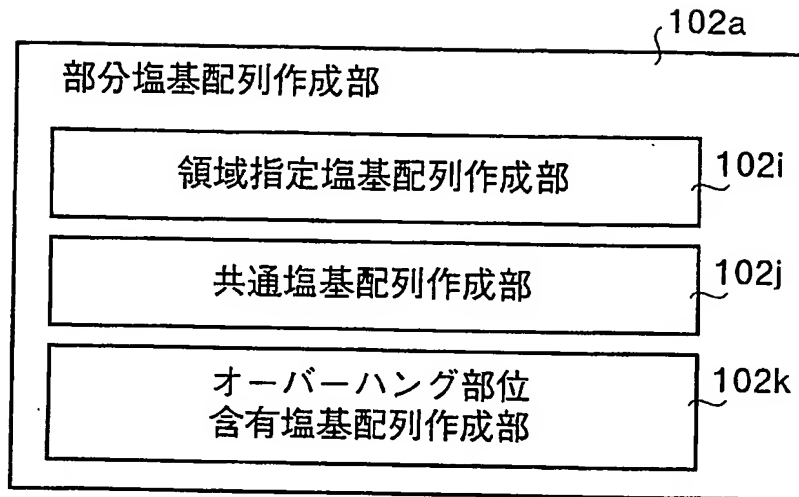 102a
部分塩基配列作成部
領域指定塩基配列作成部
102i
共通塩基配列作成部
102j
オーバーハング部位
含有塩基配列作成部
102k